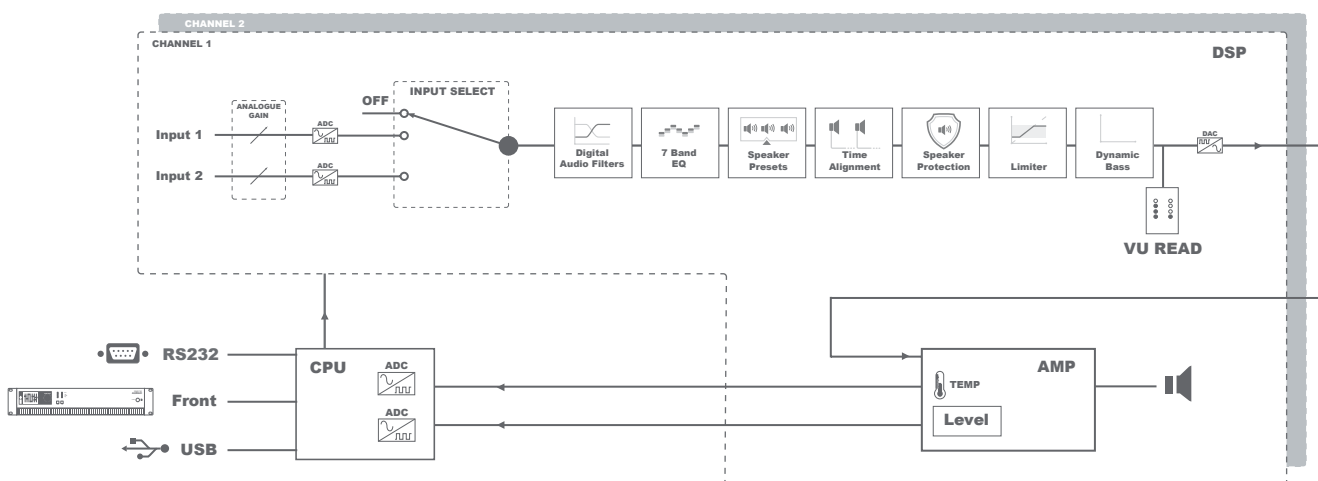 CHANNEL 2
CHANNEL 1
DSP
INPUT SELECT
OFF
ANALOGUE
GAIN
ADC
Input 1
ADC
Input 2
Digital
Audio Filters
7 Band
EQ
Speaker
Presets
Time
Alignment
Speaker
Protection
Limiter
Dynamic
Bass
DAC
VU READ
RS232
Front
USB
CPU
ADC
ADC
AMP
TEMP
Level